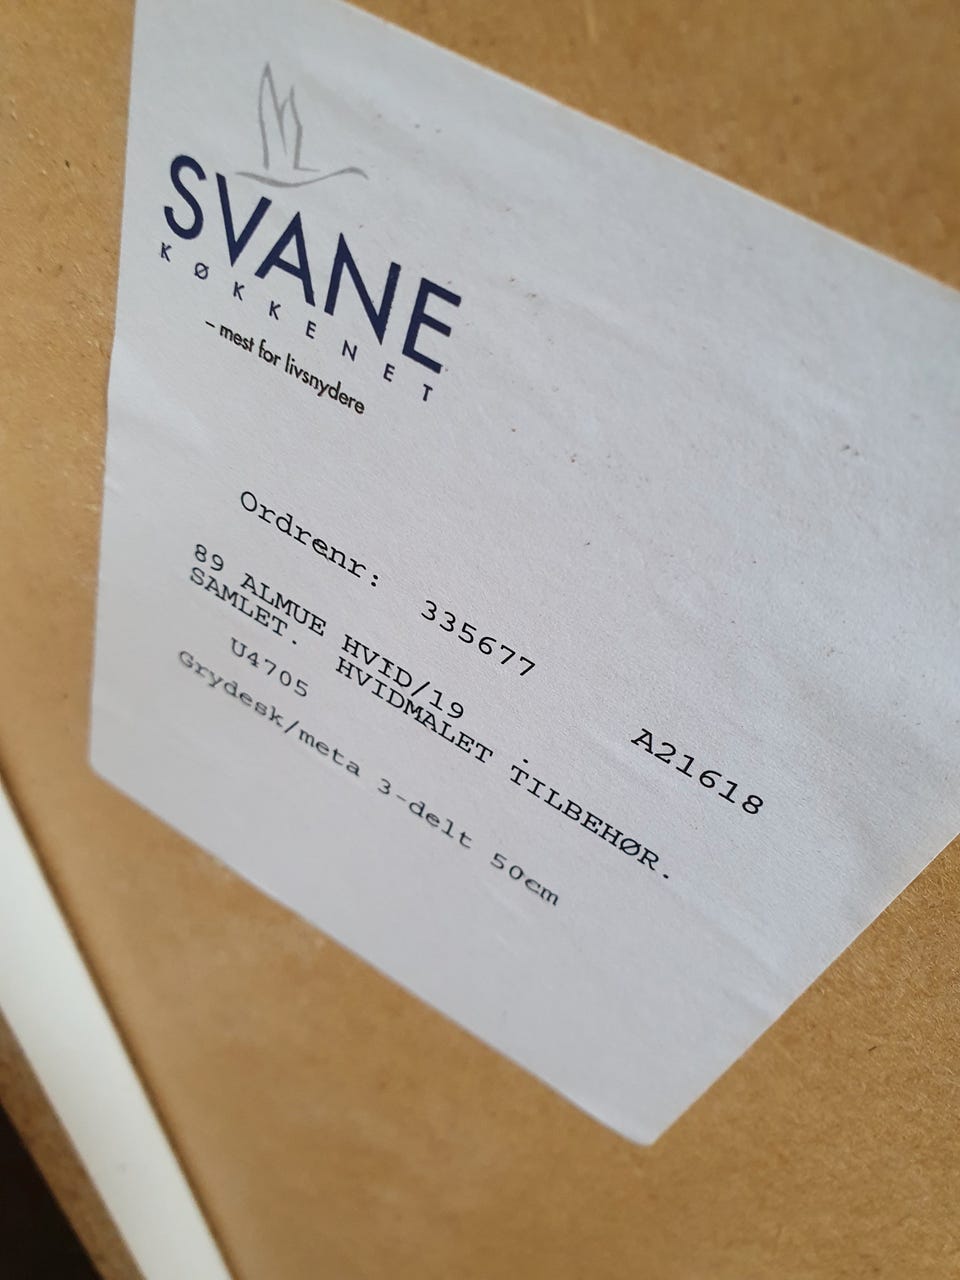 SVANE
KØKKENET
– mest for livsnydere
Ordrenr: 335677 A21618
89 ALMUE HVID/19
SAMLET. HVIDMALET TILBEHØR.
U4705
Grydesk/meta 3-delt 50cm